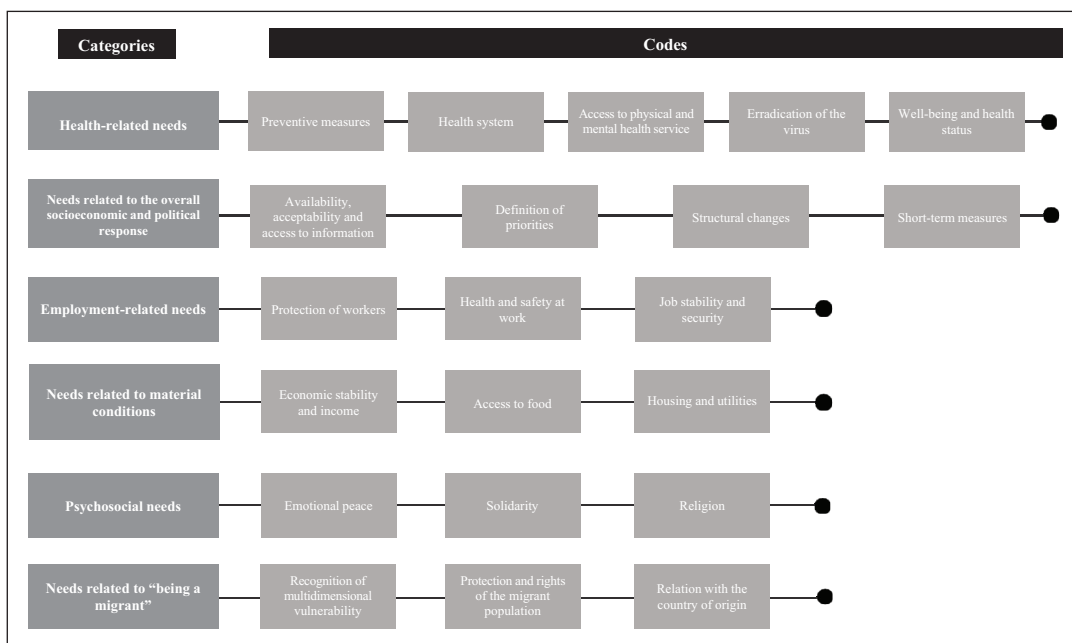 Categories
Codes
Health-related needs
Preventive measures
Health system
Access to physical and
mental health service
Erradication of the
virus
Well-being and health
status
Needs related to the overall
socioeconomic and political
response
Availability,
acceptability and
access to information
Definition of
priorities
Structural changes
Short-term measures
Employment-related needs
Protection of workers
Health and safety at
work
Job stability and
security
Needs related to material
conditions
Economic stability
and income
Access to food
Housing and utilities
Psychosocial needs
Emotional peace
Solidarity
Religion
Needs related to “being a
migrant”
Recognition of
multidimensional
vulnerability
Protection and rights
of the migrant
population
Relation with the
country of origin